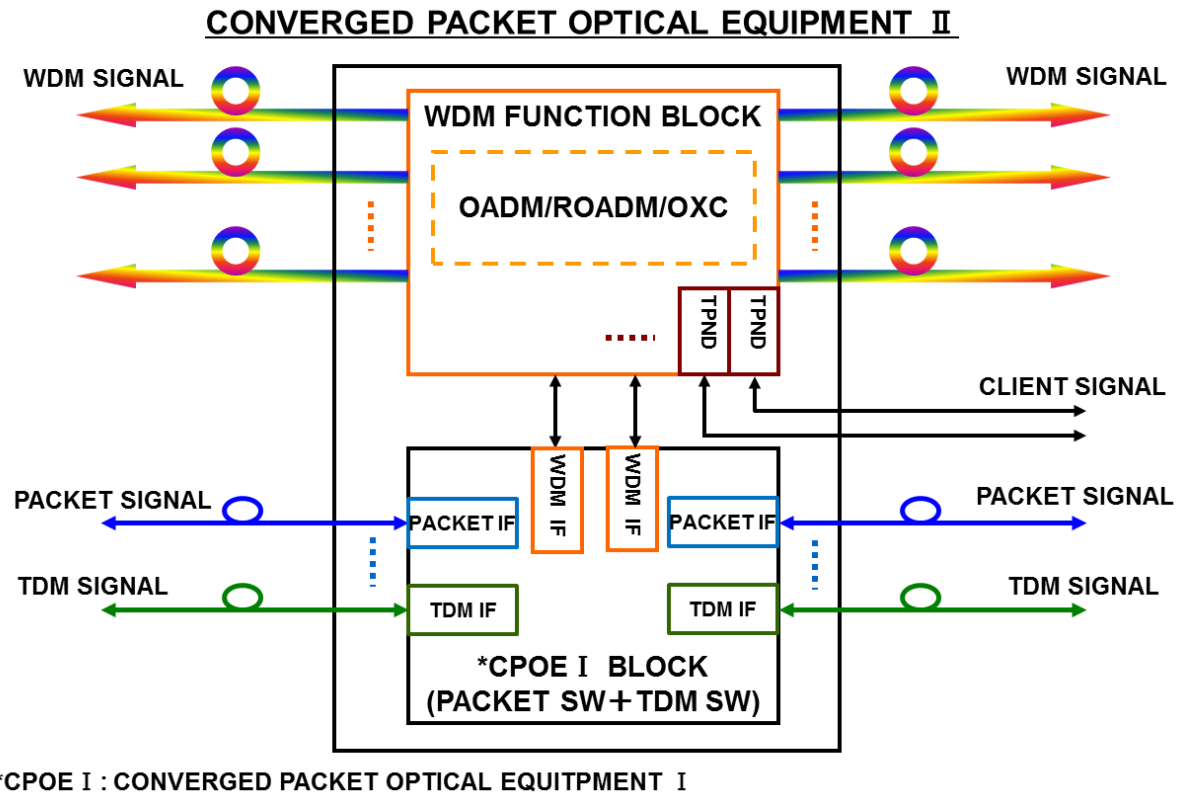 CONVERGED PACKET OPTICAL EQUIPMENT Ⅱ
WDM SIGNAL
WDM SIGNAL
WDM FUNCTION BLOCK
OADM/ROADM/OXC
TPND
TPND
CLIENT SIGNAL
WDM IF
WDM IF
PACKET SIGNAL
PACKET IF
PACKET IF
PACKET SIGNAL
TDM SIGNAL
TDM IF
TDM IF
TDM SIGNAL
*CPOE Ⅰ BLOCK
(PACKET SW+TDM SW)
*CPOE Ⅰ : CONVERGED PACKET OPTICAL EQUITPMENT Ⅰ